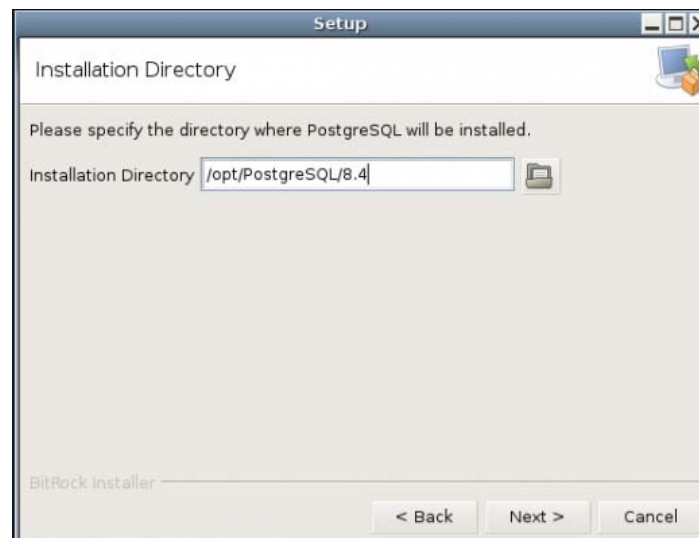 Setup
Installation Directory
Please specify the directory where PostgreSQL will be installed.
Installation Directory /opt/PostgreSQL/8.4
BitRock Installer
< Back Next > Cancel